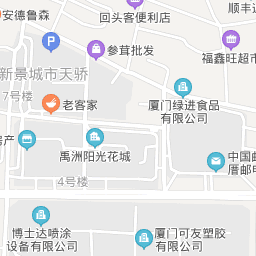 安德鲁森
回头客便利店
顺丰
P
参茸批发
福鑫旺超市
新景城市天骄
7号楼
老客家
厦门绿进食品
有限公司
房产
禹洲阳光花城
中国邮
厝邮电
4号楼
博士达喷涂
设备有限公司
厦门可友塑胶
有限公司